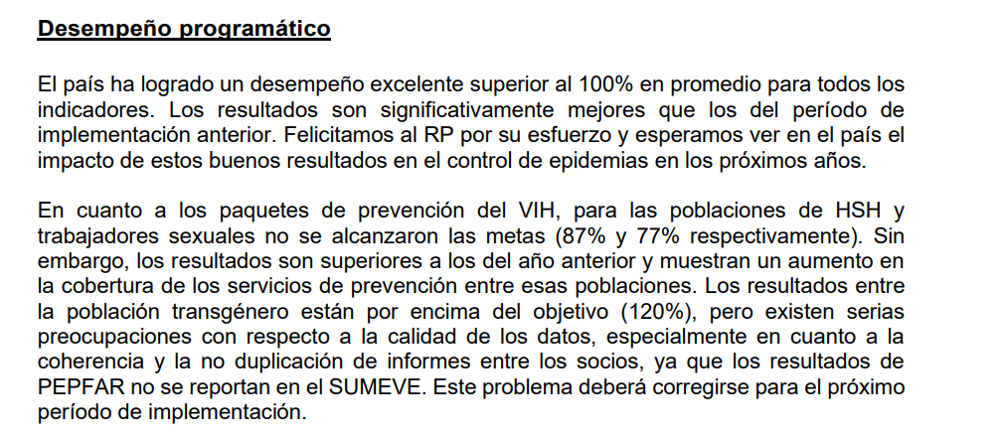 Desempeño programático
El país ha logrado un desempeño excelente superior al 100% en promedio para todos los
indicadores. Los resultados son significativamente mejores que los del período de
implementación anterior. Felicitamos al RP por su esfuerzo y esperamos ver en el país el
impacto de estos buenos resultados en el control de epidemias en los próximos años.
En cuanto a los paquetes de prevención del VIH, para las poblaciones de HSH y
trabajadores sexuales no se alcanzaron las metas (87% y 77% respectivamente). Sin
embargo, los resultados son superiores a los del año anterior y muestran un aumento en
la cobertura de los servicios de prevención entre esas poblaciones. Los resultados entre
la población transgénero están por encima del objetivo (120%), pero existen serias
preocupaciones con respecto a la calidad de los datos, especialmente en cuanto a la
coherencia y la no duplicación de informes entre los socios, ya que los resultados de
PEPFAR no se reportan en el SUMEVE. Este problema deberá corregirse para el próximo
período de implementación.